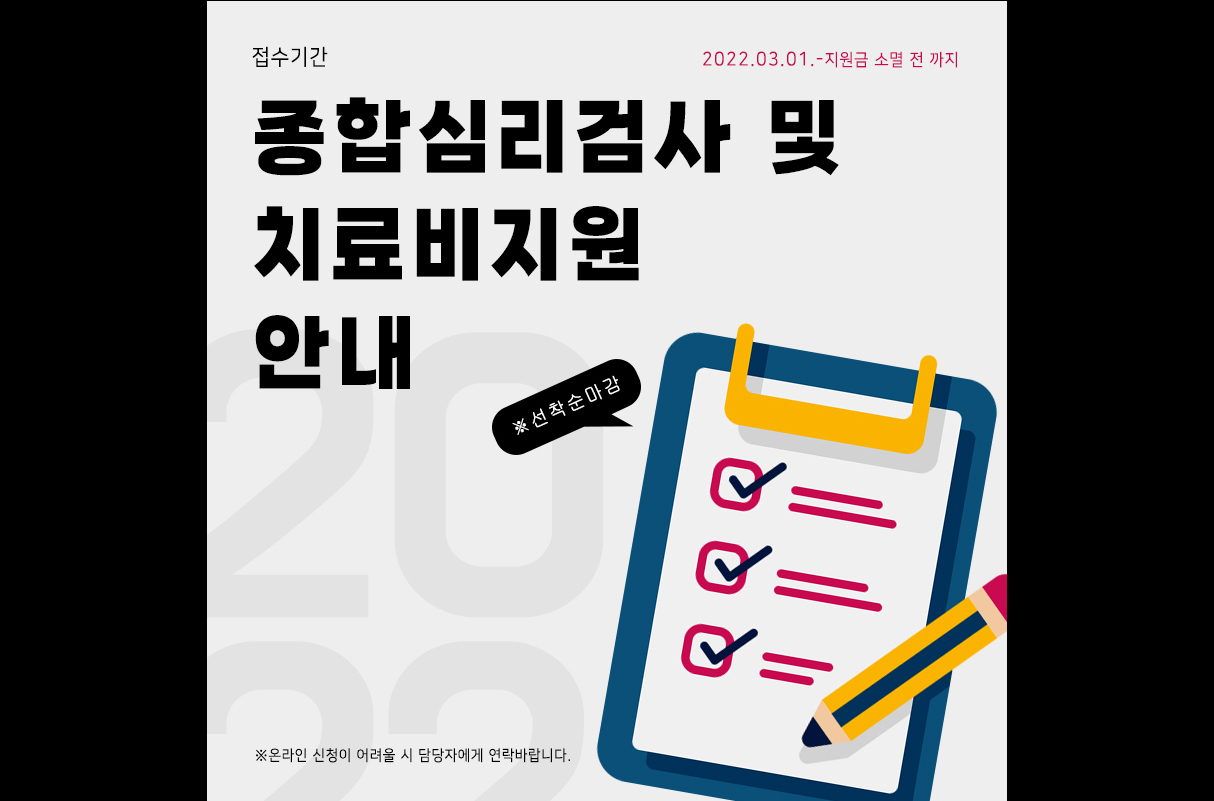 접수기간
2022.03.01.-지원금 소멸 전 까지
종합심리검사 및
치료비지원
안내
※선착순마감
20
22
※온라인 신청이 어려울 시 담당자에게 연락바랍니다.